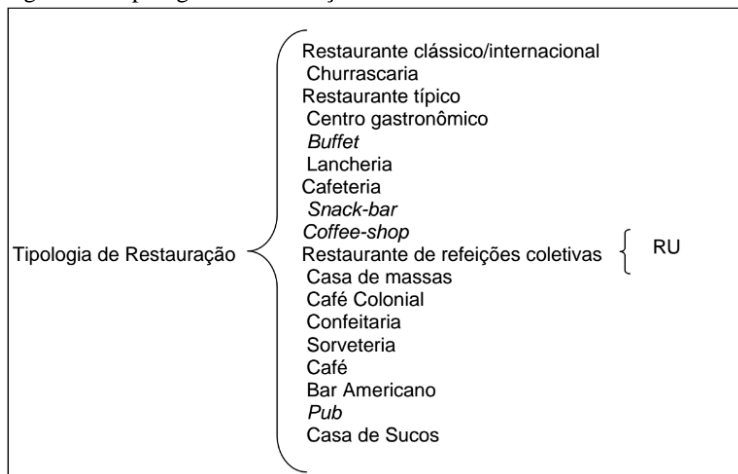 Restaurante clássico/internacional
Churrascaria
Restaurante típico
Centro gastronômico
Buffet
Lancheria
Cafeteria
Snack-bar
Coffee-shop
Tipologia de Restauração Restaurante de refeições coletivas RU
Casa de massas
Café Colonial
Confeitaria
Sorveteria
Café
Bar Americano
Pub
Casa de Sucos